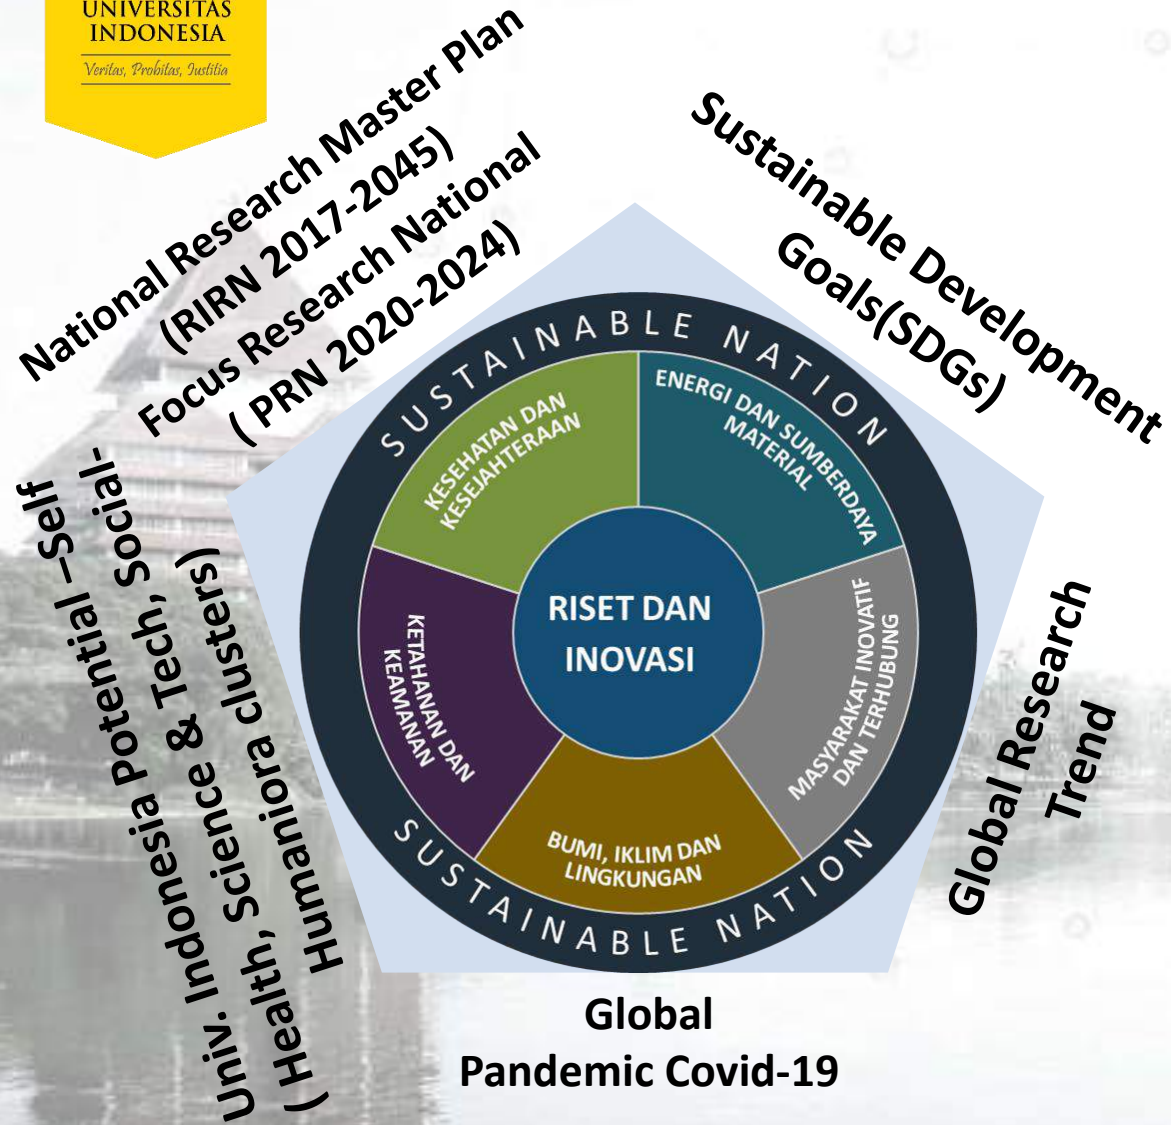 UNIVERSITAS
INDONESIA
Veritas, Probitas, Justitia
National Research Master Plan
(RIRN 2017-2045)
Focus Research National
( PRN 2020-2024)
Sustainable Development
Goals(SDGs)
SUSTAINABLE NATION
KESEHATAN DAN
KESEJAHTERAAN
ENERGI DAN SUMBERDAYA
MATERIAL
RISET DAN
INOVASI
KETAHANAN DAN
KEAMANAN
MASYARAKAT INOVATIF
DAN TERHUBUNG
BUMI, IKLIM DAN
LINGKUNGAN
SUSTAINABLE NATION
Univ. Indonesia Potential –Self
( Health, Science & Tech, Social-
Humaniora clusters)
Global Research
Trend
Global
Pandemic Covid-19